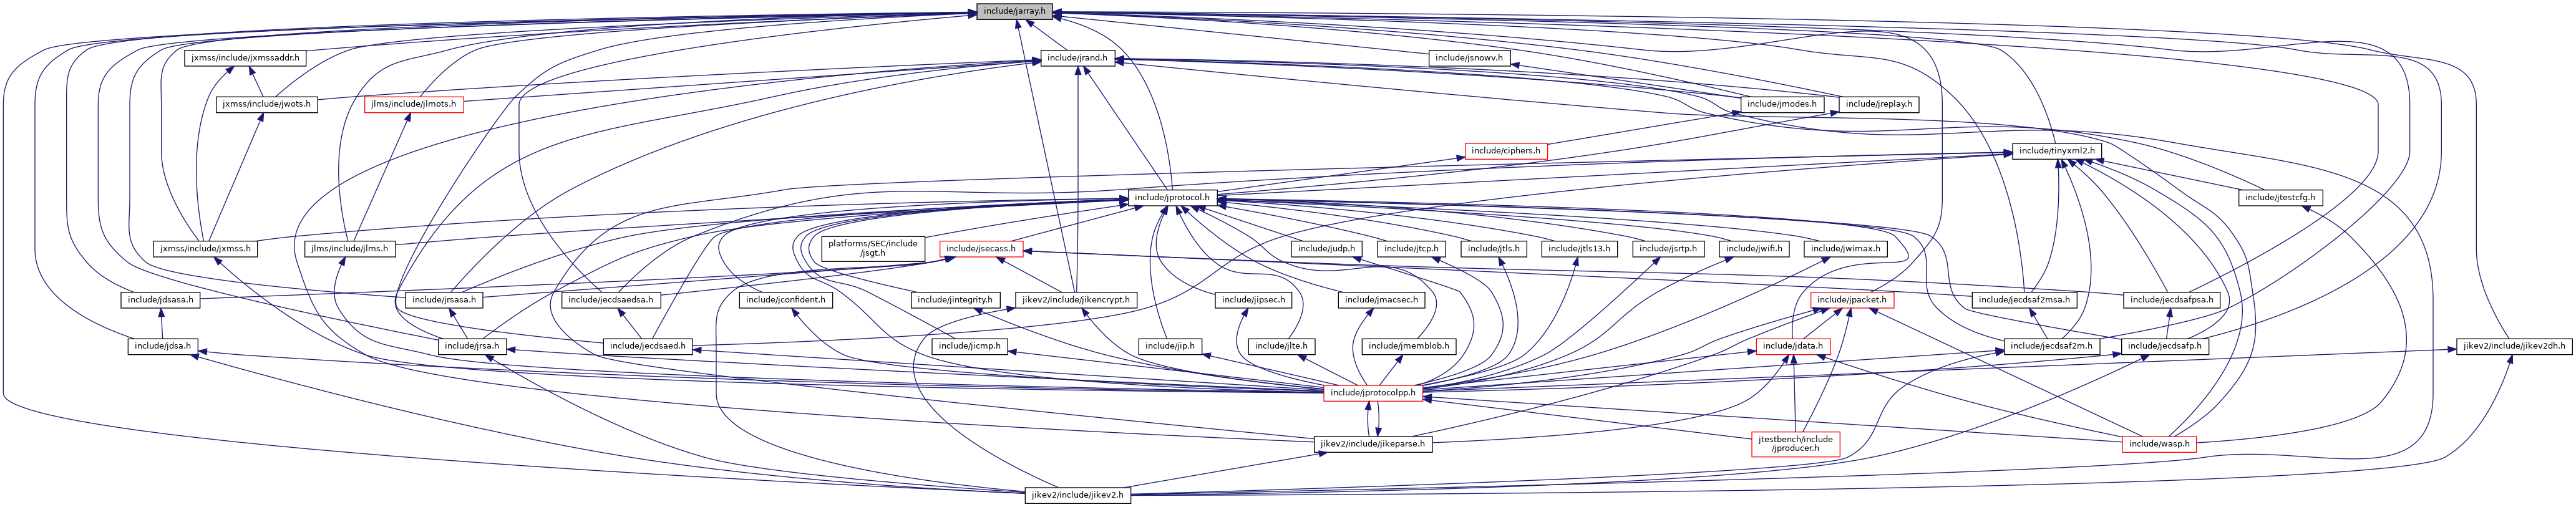 include/jarray.h
jxmss/include/jxmssaddr.h
include/jrand.h
include/jsnowv.h
jxmss/include/jwots.h
jlms/include/jlmots.h
include/jmodes.h
include/jreplay.h
include/ciphers.h
include/tinyxml2.h
include/jprotocol.h
include/jtestcfg.h
jxmss/include/jxmss.h
jlms/include/jlms.h
platforms/SEC/include
/jsgt.h
include/jsecass.h
include/judp.h
include/jtcp.h
include/jtls.h
include/jtls13.h
include/jsrtp.h
include/jwifi.h
include/jwimax.h
include/jdsasa.h
include/jrsasa.h
include/jecdsaedsa.h
include/jconfident.h
include/jintegrity.h
jikev2/include/jikencrypt.h
include/jipsec.h
include/jmacsec.h
include/jpacket.h
include/jecdsaf2msa.h
include/jecdsafpsa.h
include/jdsa.h
include/jrsa.h
include/jecdsaed.h
include/jicmp.h
include/jip.h
include/jlte.h
include/jmemblob.h
include/jdata.h
include/jecdsaf2m.h
include/jecdsafp.h
jikev2/include/jikev2dh.h
include/jprotocolpp.h
jikev2/include/jikeparse.h
jtestbench/include
/jproducer.h
include/wasp.h
jikev2/include/jikev2.h